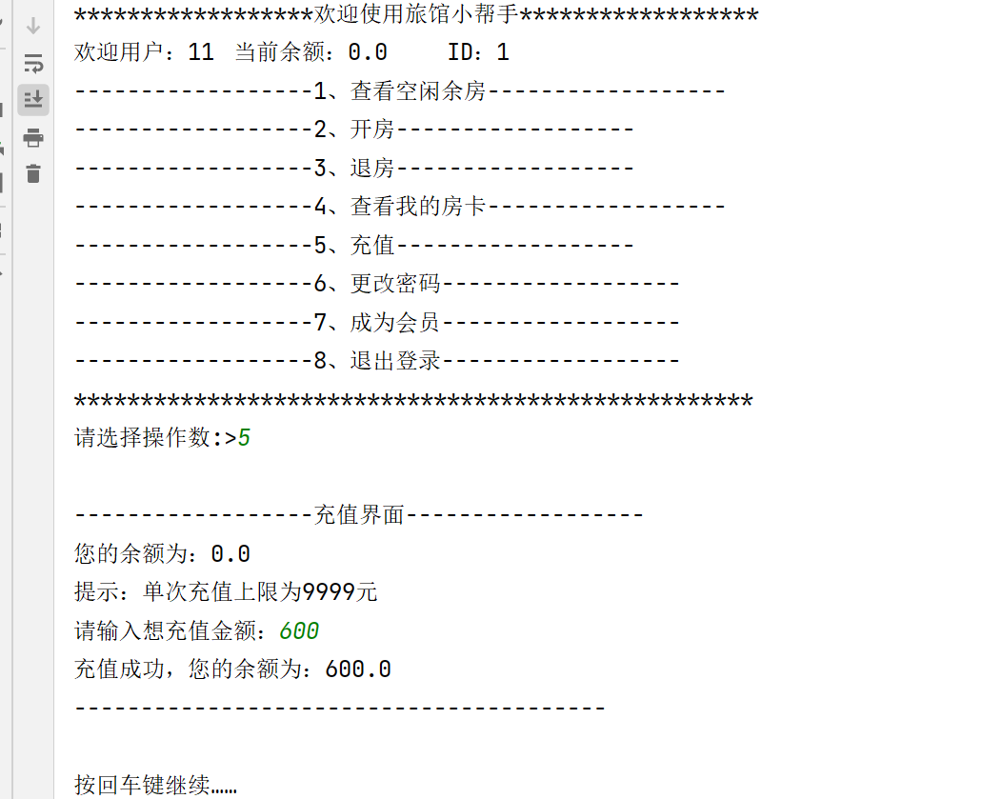 ******************欢迎使用旅馆小帮手******************
欢迎用户：11 当前余额：0.0   ID：1
------------------1、查看空闲余房------------------
------------------2、开房------------------
------------------3、退房------------------
------------------4、查看我的房卡------------------
------------------5、充值------------------
------------------6、更改密码------------------
------------------7、成为会员------------------
------------------8、退出登录------------------
***************************************************
请选择操作数:>5
------------------充值界面------------------
您的余额为：0.0
提示：单次充值上限为9999元
请输入想充值金额：600
充值成功，您的余额为：600.0
----------------------------------------
按回车键继续……